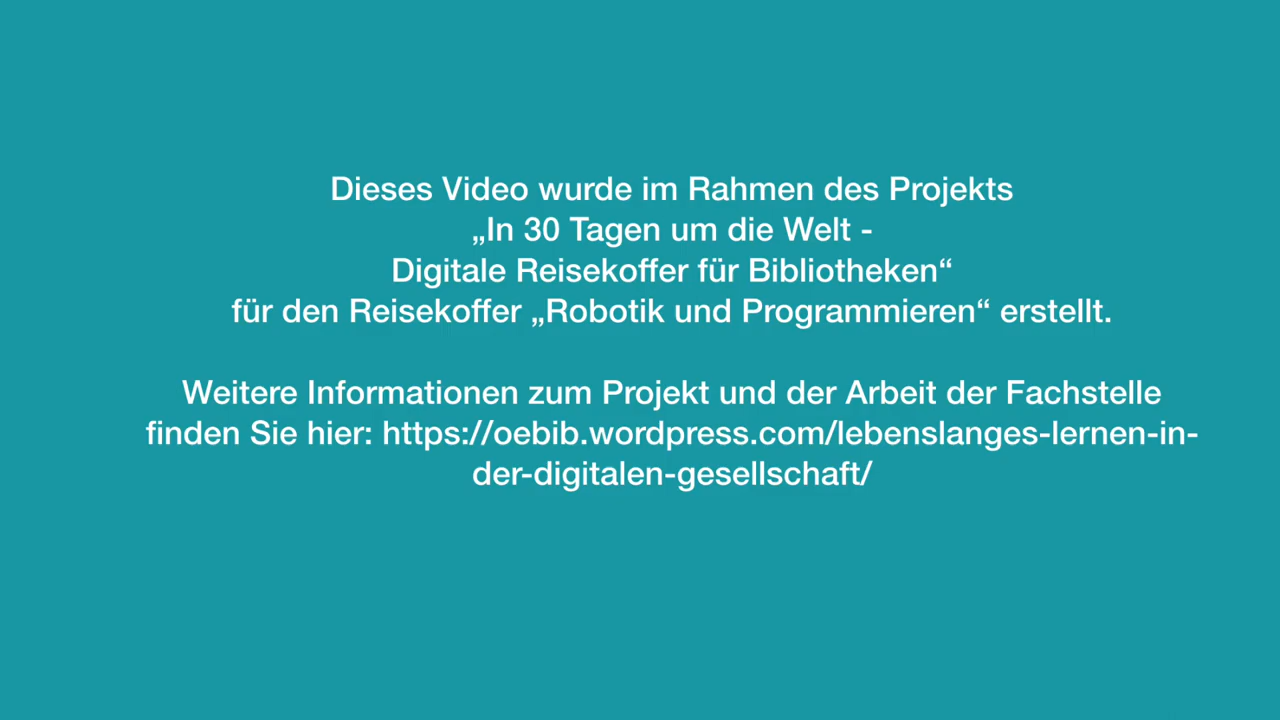 Dieses Video wurde im Rahmen des Projekts
„In 30 Tagen um die Welt -
Digitale Reisekoffer für Bibliotheken“
für den Reisekoffer „Robotik und Programmieren“ erstellt.
Weitere Informationen zum Projekt und der Arbeit der Fachstelle
finden Sie hier: https://oebib.wordpress.com/lebenslanges-lernen-in-
der-digitalen-gesellschaft/